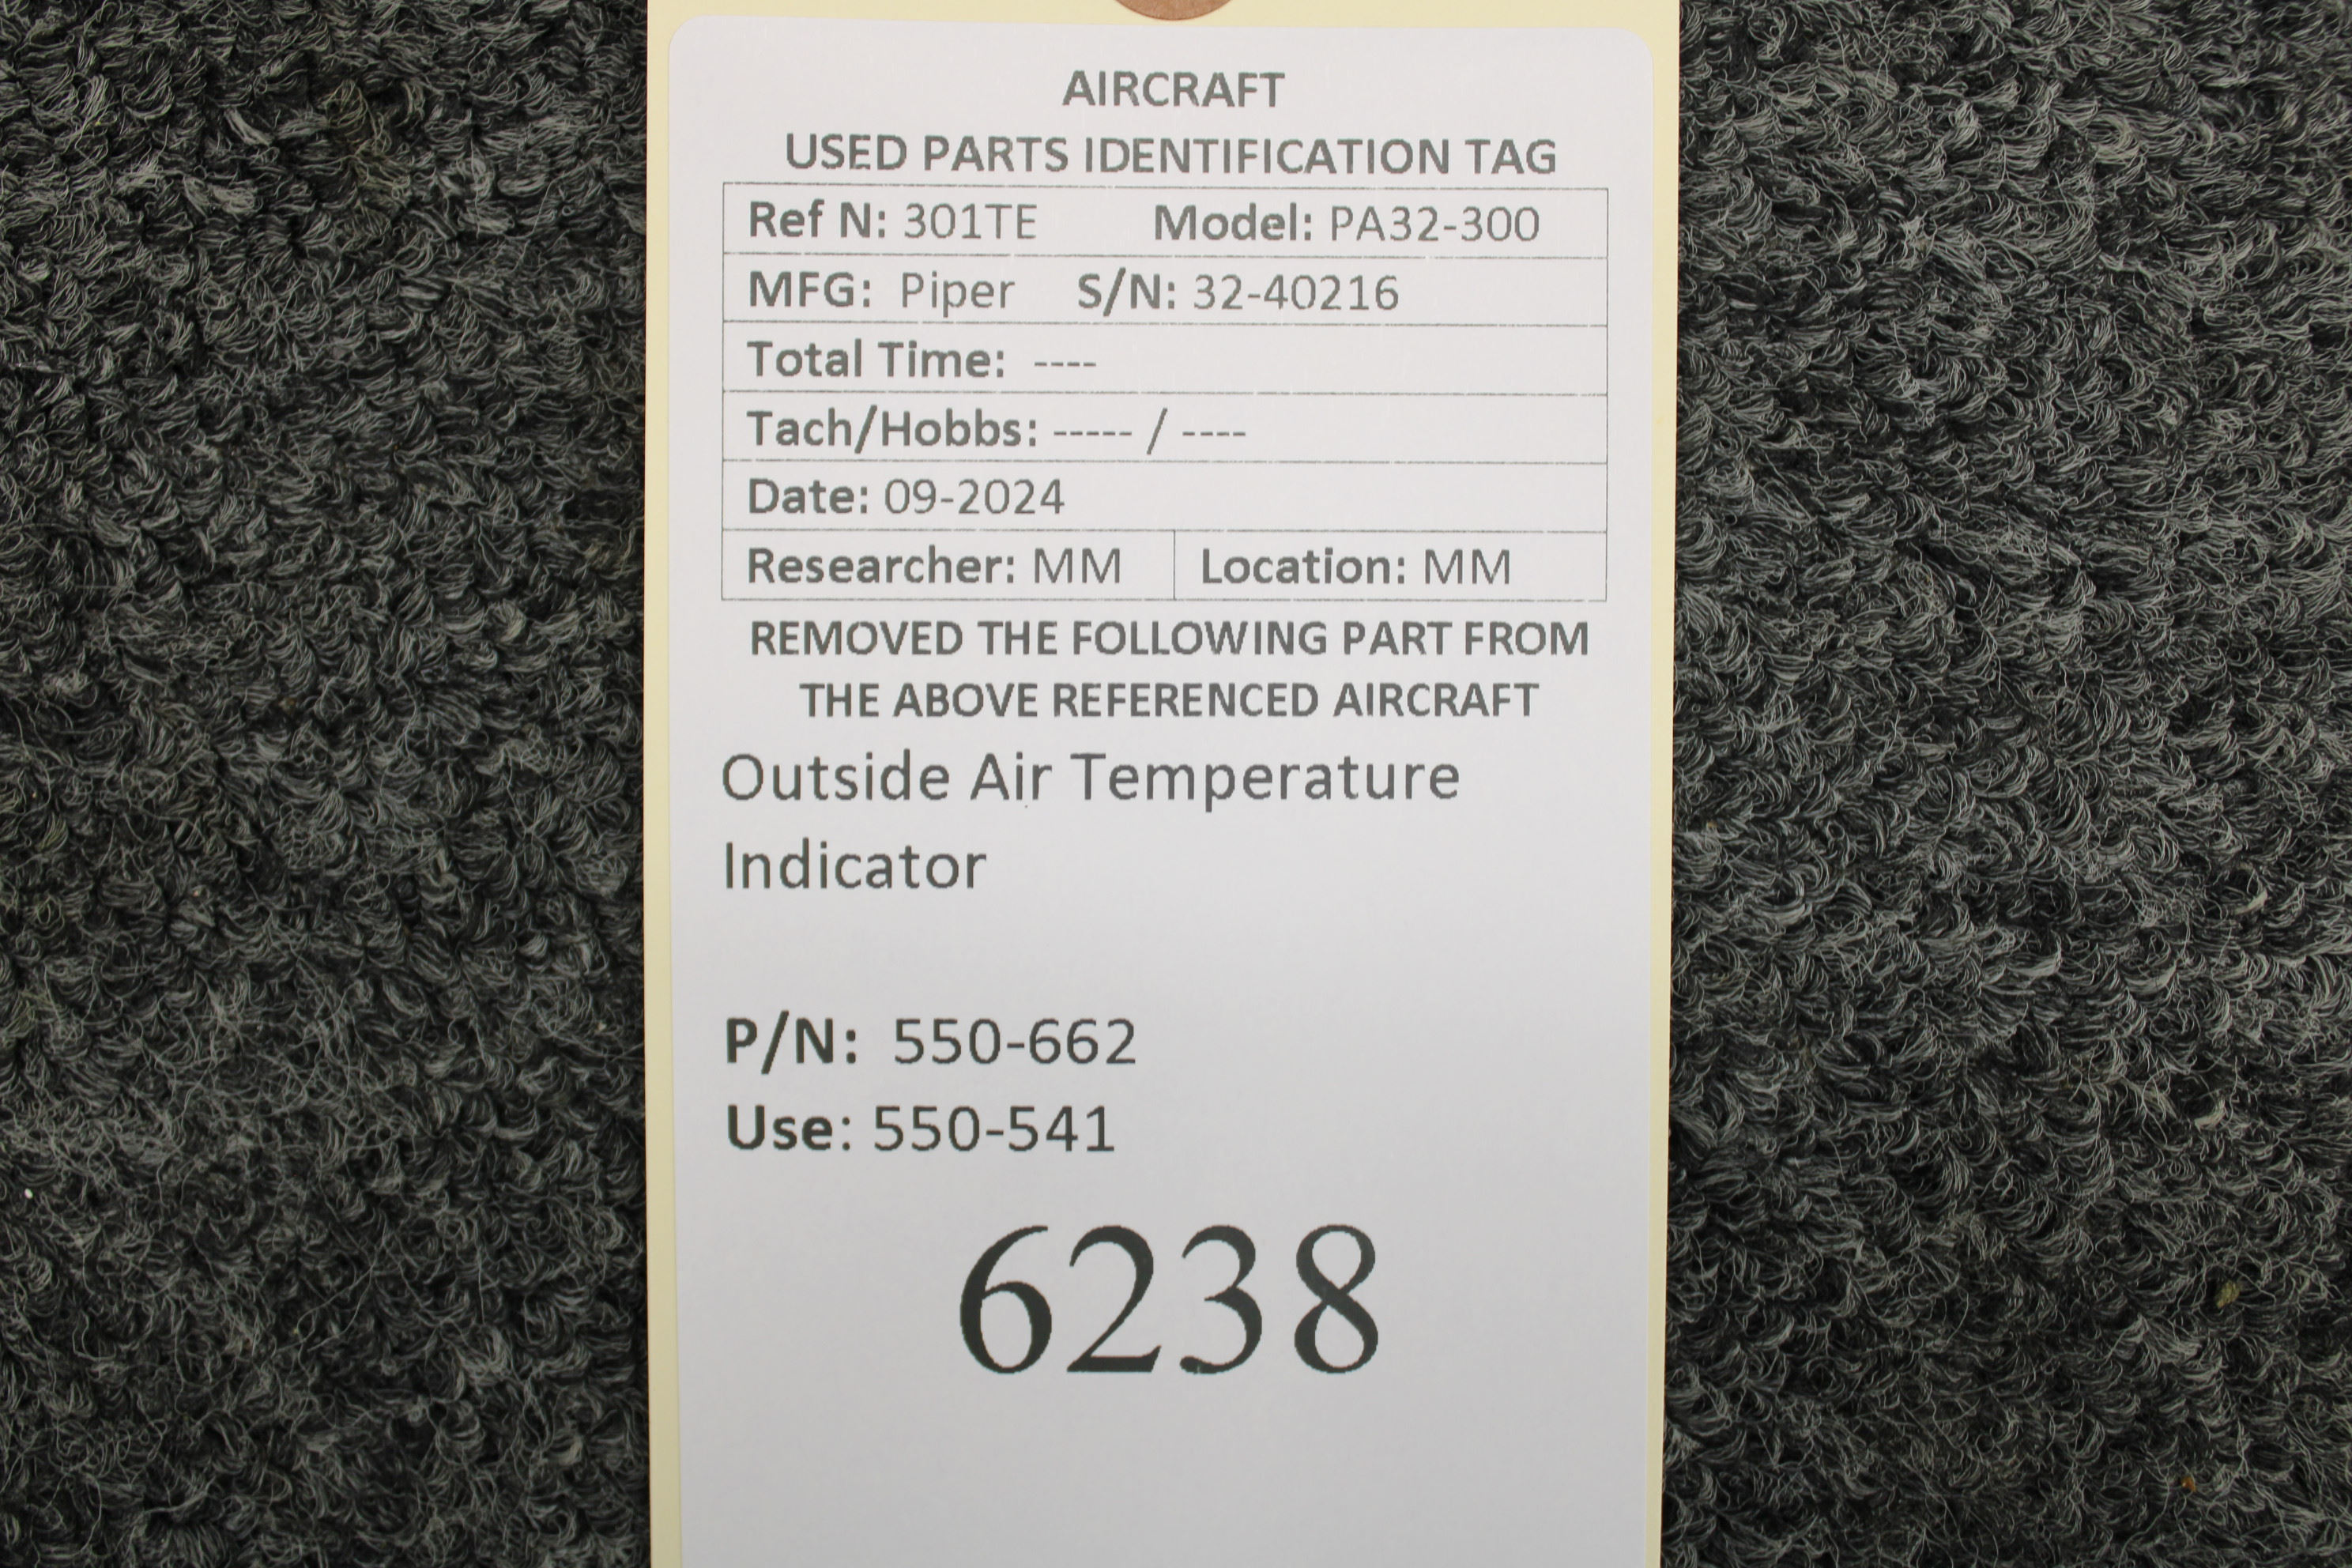 AIRCRAFT
USED PARTS IDENTIFICATION TAG
Ref N: 301TE Model: PA32-300
MFG: Piper S/N: 32-40216
Total Time: ----
Tach/Hobbs: ----- / ----
Date: 09-2024
Researcher: MM Location: MM
REMOVED THE FOLLOWING PART FROM
THE ABOVE REFERENCED AIRCRAFT
Outside Air Temperature
Indicator
P/N: 550-662
Use: 550-541
6238